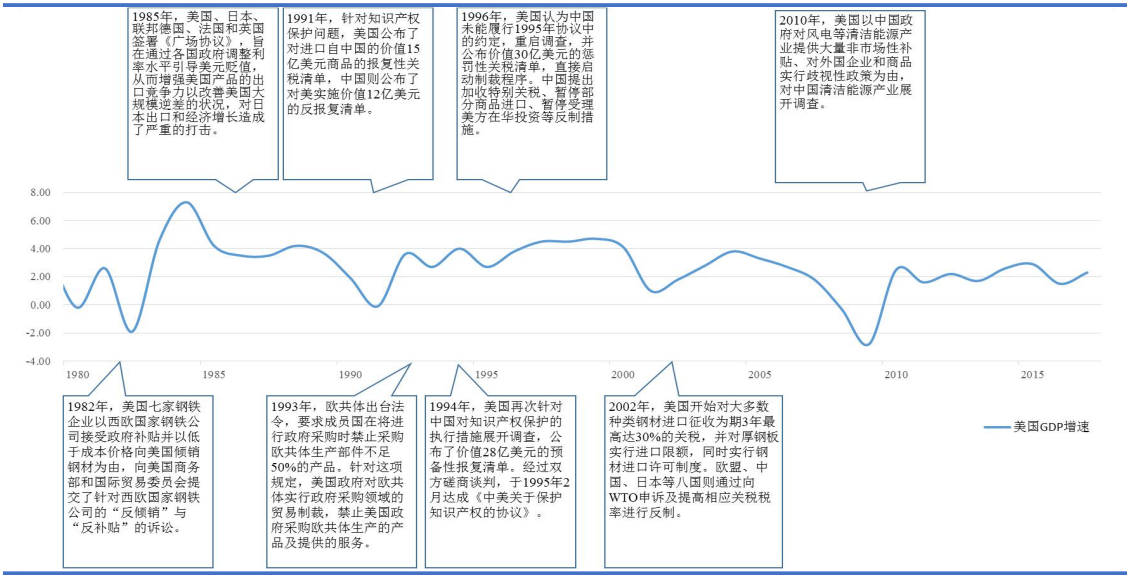 1985年，美国、日本、
联邦德国、法国和英国
签署《广场协议》，旨
在通过各国政府调整利
率水平引导美元贬值，
从而增强美国产品的出
口竞争力以改善美国大
规模逆差的状况，对日
本出口和经济增长造成
了严重的打击。
1991年，针对知识产权
保护问题，美国公布了
对进口自中国的价值15
亿美元商品的报复性关
税清单，中国则公布了
对美实施价值12亿美元
的反报复清单。
1996年，美国认为中国
未能履行1995年协议中
的约定，重启调查，并
公布价值30亿美元的惩
罚性关税清单，直接启
动制裁程序。中国提出
加收特别关税、暂停部
分商品进口、暂停受理
美方在华投资等反制措
施。
2010年，美国以中国政
府对风电等清洁能源产
业提供大量非市场性补
贴、对外国企业和商品
实行歧视性政策为由，
对中国清洁能源产业展
开调查。
8.00
6.00
4.00
2.00
0.00
-2.00
-4.00
1980
1985
1990
1995
2000
2005
2010
2015
1982年，美国七家钢铁
企业以西欧国家钢铁公
司接受政府补贴并以低
于成本价格向美国倾销
钢材为由，向美国商务
部和国际贸易委员会提
交了针对西欧国家钢铁
公司的“反倾销”与
“反补贴”的诉讼。
1993年，欧共体出台法
令，要求成员国在将进
行政府采购时禁止采购
欧共体生产部件不足
50%的产品。针对这项
规定，美国政府对欧共
体实行政府采购领域的
贸易制裁，禁止美国政
府采购欧共体生产的产
品及提供的服务。
1994年，美国再次针对
中国对知识产权保护的
执行措施展开调查，公
布了价值28亿美元的预
备性报复清单。经过双
方磋商谈判，于1995年2
月达成《中美关于保护
知识产权的协议》。
2002年，美国开始对大多数
种类钢材进口征收为期3年最
高达30%的关税，并对厚钢板
实行进口限额，同时实行钢
材进口许可制度。欧盟、中
国、日本等八国则通过向
WTO申诉及提高相应关税税
率进行反制。
美国GDP增速